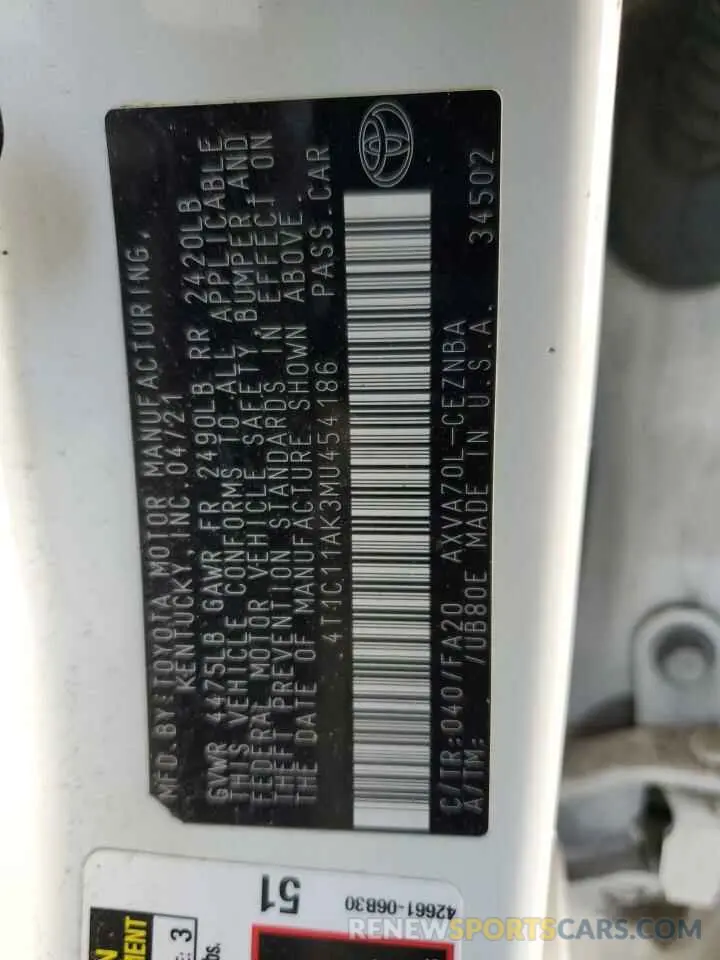 MFD.BY:TOYOTA MOTOR MANUFACTURING,
KENTUCKY,INC.04/21
GVWR 4475LB GAWR FR 2490LB RR 2420LB
THIS VEHICLE CONFORMS TO ALL APPLICABLE
FEDERAL MOTOR VEHICLE SAFETY,BUMPER,AND
THEFT PREVENTION STANDARDS IN EFFECT ON
THE DATE OF MANUFACTURE SHOWN ABOVE.
4T1C11AK3MU454186 PASS.CAR
C/TR:040/FA20 AXVA70L-CEZNBA
A/TM: /UB80E MADE IN U.S.A. 34502
51
42661-06B30
3
RENEWSPORTSCARS.COM